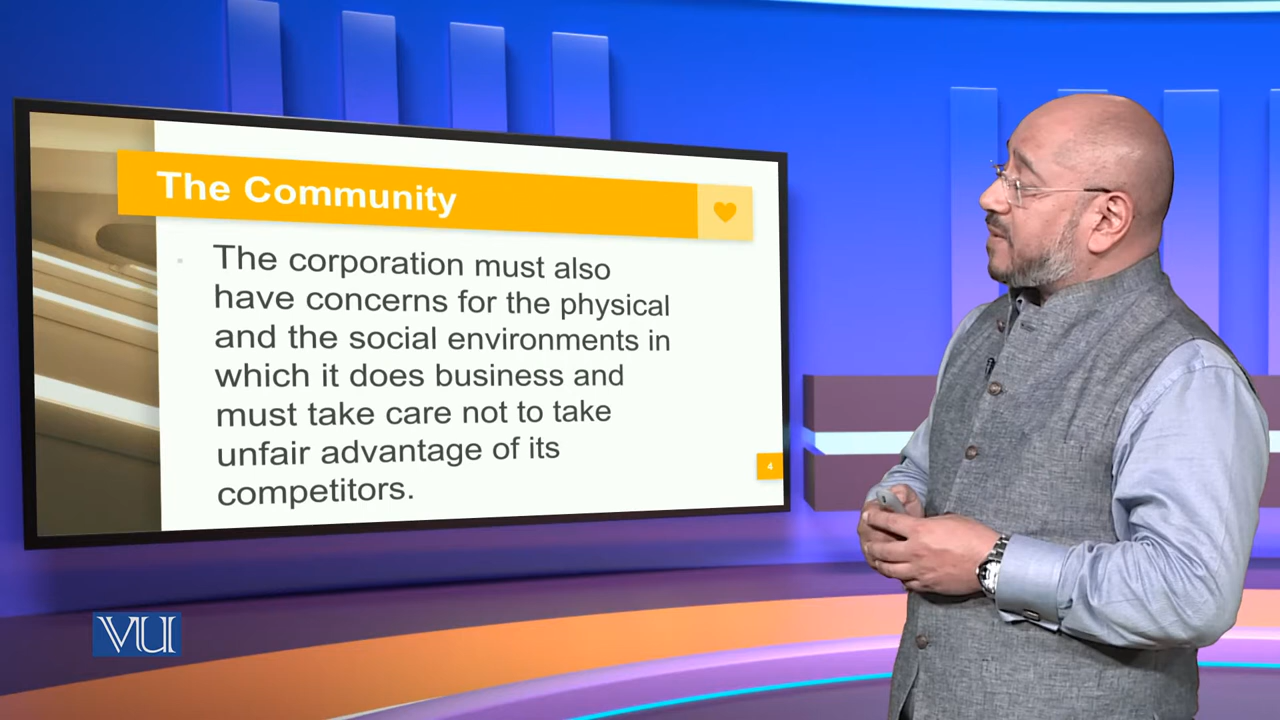 The Community
The corporation must also
have concerns for the physical
and the social environments in
which it does business and
must take care not to take
unfair advantage of its
competitors.
4
VU